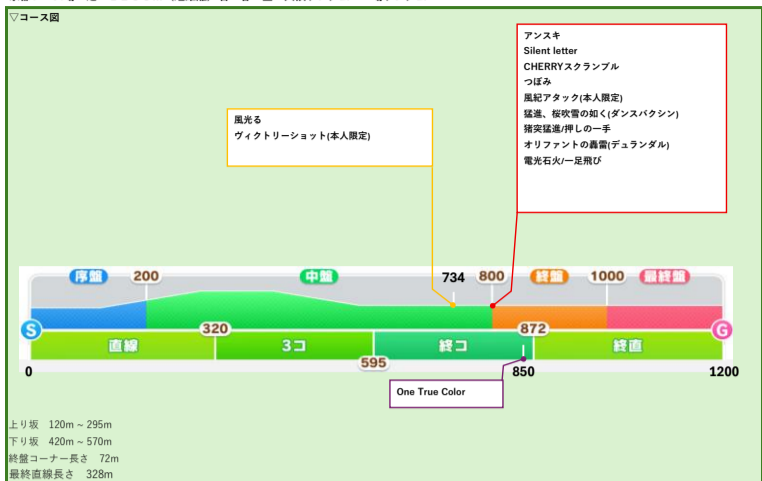 ▽コース図
アンスキ
Silent letter
CHERRYスクランブル
つぼみ
風紀アタック(本人限定)
猛進、桜吹雪の如く(ダンスバクシン)
猪突猛進/押しの一手
オリファントの轟雷(デュランダル)
電光石火/一足飛び
風光る
ヴィクトリーショット(本人限定)
序盤 200 中盤 734 800 終盤 1000 最終盤
S 320 872 G
直線 3コ 終コ 終直
0 595 850 1200
One True Color
上り坂 120m ~ 295m
下り坂 420m ~ 570m
終盤コーナー長さ 72m
最終直線長さ 328m